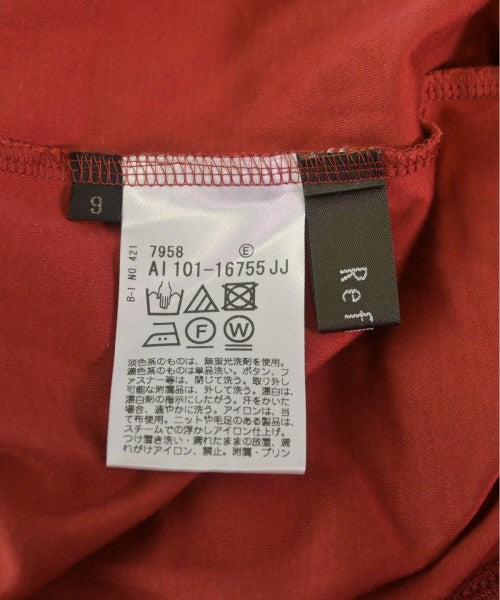 9
B-I NO.421
7958 E
AI 101-16755 JJ
F W
淡色系のものは、無蛍光洗剤を使用。
濃色系のものは単品洗い。ボタン、フ
ァスナー等は、閉じて洗う。取り外し
可能な附属品は、外して洗う。漂白は、
漂白剤の指示にしたがう。汗をかいた
場合、速やかに洗う。アイロンは、当
て布使用。ニットや毛足のある製品は、
スチームでの浮かしアイロン仕上げ。
つけ置き洗い・濡れたままの放置、濡
れがけアイロン、禁止。附属・プリン
Ref